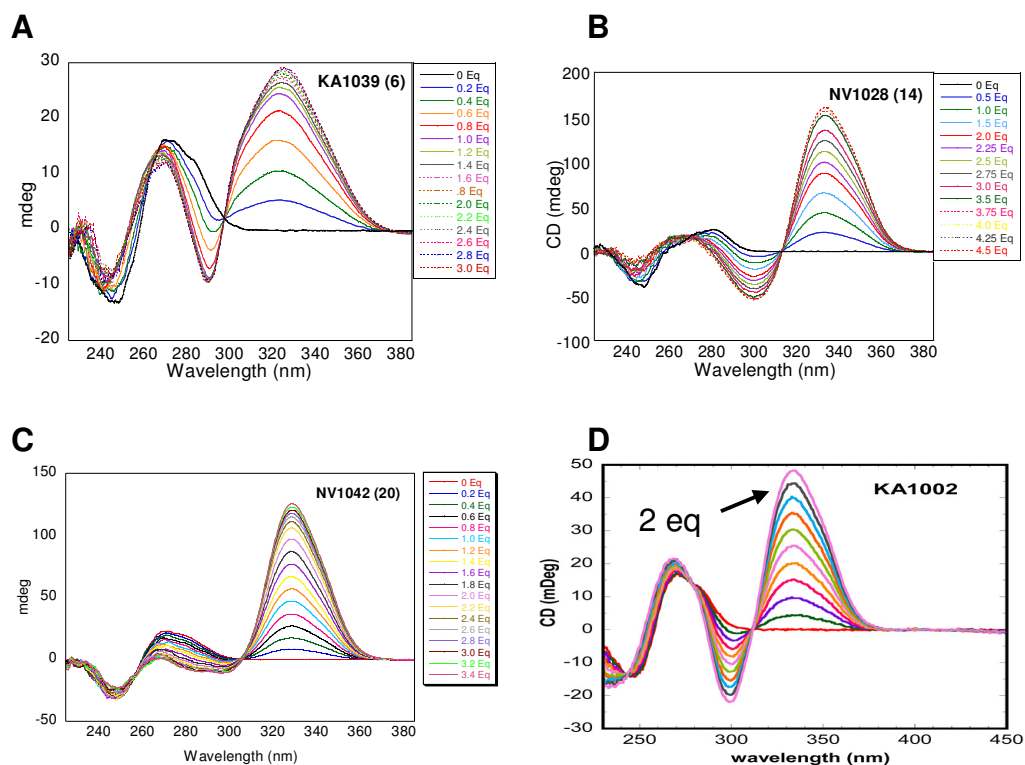 A
30
20
10
0
-10
-20
mdeg
KA1039 (6)
240 260 280 300 320 340 360 380
Wavelength (nm)
0 Eq
0.2 Eq
0.4 Eq
0.6 Eq
0.8 Eq
1.0 Eq
1.2 Eq
1.4 Eq
1.6 Eq
.8 Eq
2.0 Eq
2.2 Eq
2.4 Eq
2.6 Eq
2.8 Eq
3.0 Eq
B
200
150
100
50
0
-50
-100
CD (mdeg)
NV1028 (14)
240 260 280 300 320 340 360 380
Wavelength (nm)
0 Eq
0.5 Eq
1.0 Eq
1.5 Eq
2.0 Eq
2.25 Eq
2.5 Eq
2.75 Eq
3.0 Eq
3.5 Eq
3.75 Eq
4.0 Eq
4.25 Eq
4.5 Eq
C
150
100
50
0
-50
mdeg
NV1042 (20)
240 260 280 300 320 340 360 380
Wavelength (nm)
0 Eq
0.2 Eq
0.4 Eq
0.6 Eq
0.8 Eq
1.0 Eq
1.2 Eq
1.4 Eq
1.6 Eq
1.8 Eq
2.0 Eq
2.2 Eq
2.4 Eq
2.6 Eq
2.8 Eq
3.0 Eq
3.2 Eq
3.4 Eq
D
50
40
30
20
10
0
-10
-20
-30
CD (mDeg)
KA1002
2 eq
250 300 350 400 450
wavelength (nm)